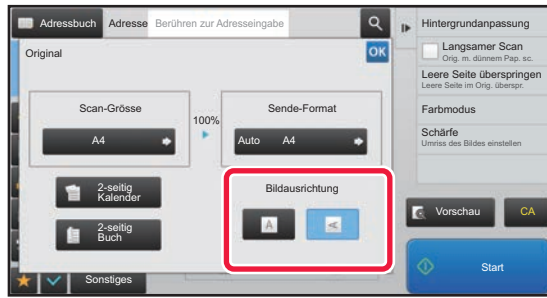 Adressbuch
Adresse
Berühren zur Adresseingabe
Original
OK
Scan-Grösse
A4
100%
Sende-Format
Auto A4
2-seitig
Kalender
2-seitig
Buch
Bildausrichtung
A
A
Sonstiges
Hintergrundanpassung
Langsamer Scan
Orig. m. dünnem Pap. sc.
Leere Seite überspringen
Leere Seite im Orig. überspr.
Farbmodus
Schärfe
Umriss des Bildes einstellen
Vorschau
CA
Start